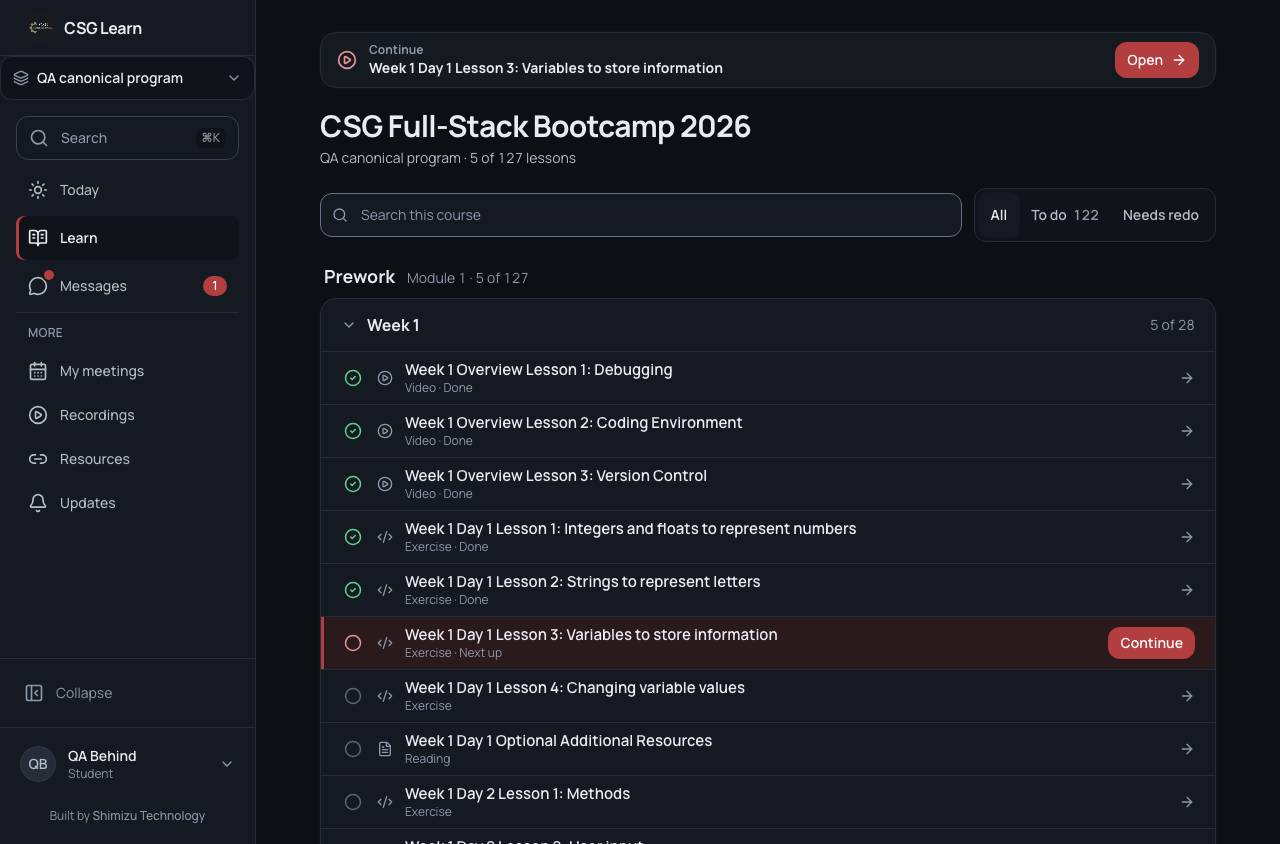 CSG Learn
QA canonical program
Search ⌘K
Today
Learn
Messages 1
MORE
My meetings
Recordings
Resources
Updates
Collapse
QB
QA Behind
Student
Built by Shimizu Technology
Continue
Week 1 Day 1 Lesson 3: Variables to store information
Open
CSG Full-Stack Bootcamp 2026
QA canonical program · 5 of 127 lessons
Search this course
All To do 122 Needs redo
Prework Module 1 · 5 of 127
Week 1 5 of 28
Week 1 Overview Lesson 1: Debugging
Video · Done
Week 1 Overview Lesson 2: Coding Environment
Video · Done
Week 1 Overview Lesson 3: Version Control
Video · Done
Week 1 Day 1 Lesson 1: Integers and floats to represent numbers
Exercise · Done
Week 1 Day 1 Lesson 2: Strings to represent letters
Exercise · Done
Week 1 Day 1 Lesson 3: Variables to store information
Exercise · Next up
Continue
Week 1 Day 1 Lesson 4: Changing variable values
Exercise
Week 1 Day 1 Optional Additional Resources
Reading
Week 1 Day 2 Lesson 1: Methods
Exercise